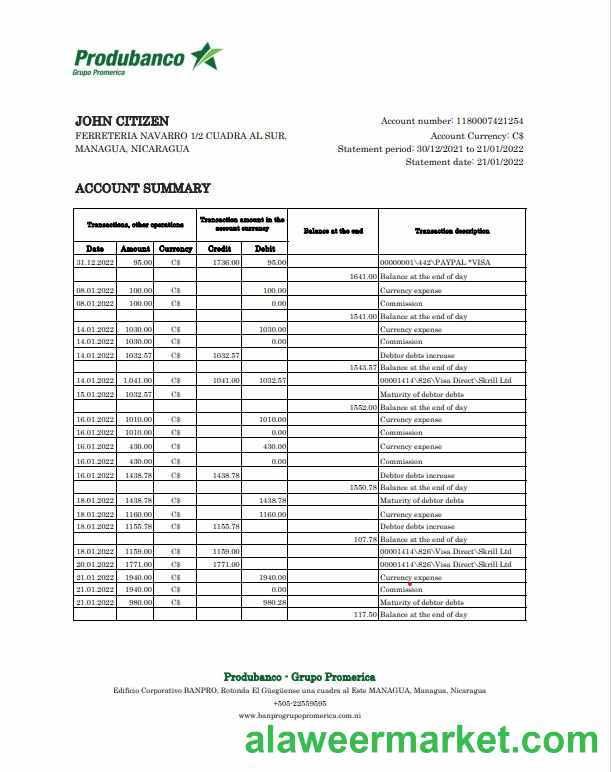 Produbanco
Grupo Promerica
JOHN CITIZEN
FERRETERIA NAVARRO 1/2 CUADRA AL SUR,
MANAGUA, NICARAGUA
Account number: 1180007421254
Account Currency: C$
Statement period: 30/12/2021 to 21/01/2022
Statement date: 21/01/2022
ACCOUNT SUMMARY
Transactions, other operations Transaction amount in the account currency Balance at the end Transaction description
Date Amount Currency Credit Debit
31.12.2022 95.00 C$ 1736.00 95.00 00000001\442\PAYPAL *VISA
1641.00 Balance at the end of day
08.01.2022 100.00 C$ 100.00 Currency expense
08.01.2022 100.00 C$ 0.00 Commission
1541.00 Balance at the end of day
14.01.2022 1030.00 C$ 1030.00 Currency expense
14.01.2022 1030.00 C$ 0.00 Commission
14.01.2022 1032.57 C$ 1032.57 Debtor debts increase
1543.57 Balance at the end of day
14.01.2022 1.041.00 C$ 1041.00 1032.57 00001414\826\Visa Direct\Skrill Ltd
15.01.2022 1032.57 C$ Maturity of debtor debts
1552.00 Balance at the end of day
16.01.2022 1010.00 C$ 1010.00 Currency expense
16.01.2022 1010.00 C$ 0.00 Commission
16.01.2022 430.00 C$ 430.00 Currency expense
16.01.2022 430.00 C$ 0.00 Commission
16.01.2022 1438.78 C$ 1438.78 Debtor debts increase
1550.78 Balance at the end of day
18.01.2022 1438.78 C$ 1438.78 Maturity of debtor debts
18.01.2022 1160.00 C$ 1160.00 Currency expense
18.01.2022 1155.78 C$ 1155.78 Debtor debts increase
107.78 Balance at the end of day
18.01.2022 1159.00 C$ 1159.00 00001414\826\Visa Direct\Skrill Ltd
20.01.2022 1771.00 C$ 1771.00 00001414\826\Visa Direct\Skrill Ltd
21.01.2022 1940.00 C$ 1940.00 Currency expense
21.01.2022 1940.00 C$ 0.00 Commission
21.01.2022 980.00 C$ 980.28 Maturity of debtor debts
117.50 Balance at the end of day
Produbanco - Grupo Promerica
Edificio Corporativo BANPRO, Rotonda El Güegüense una cuadra al Este MANAGUA, Managua, Nicaragua
+505-22559595
www.banprogrupopromerica.com.ni
alaweermarket.com